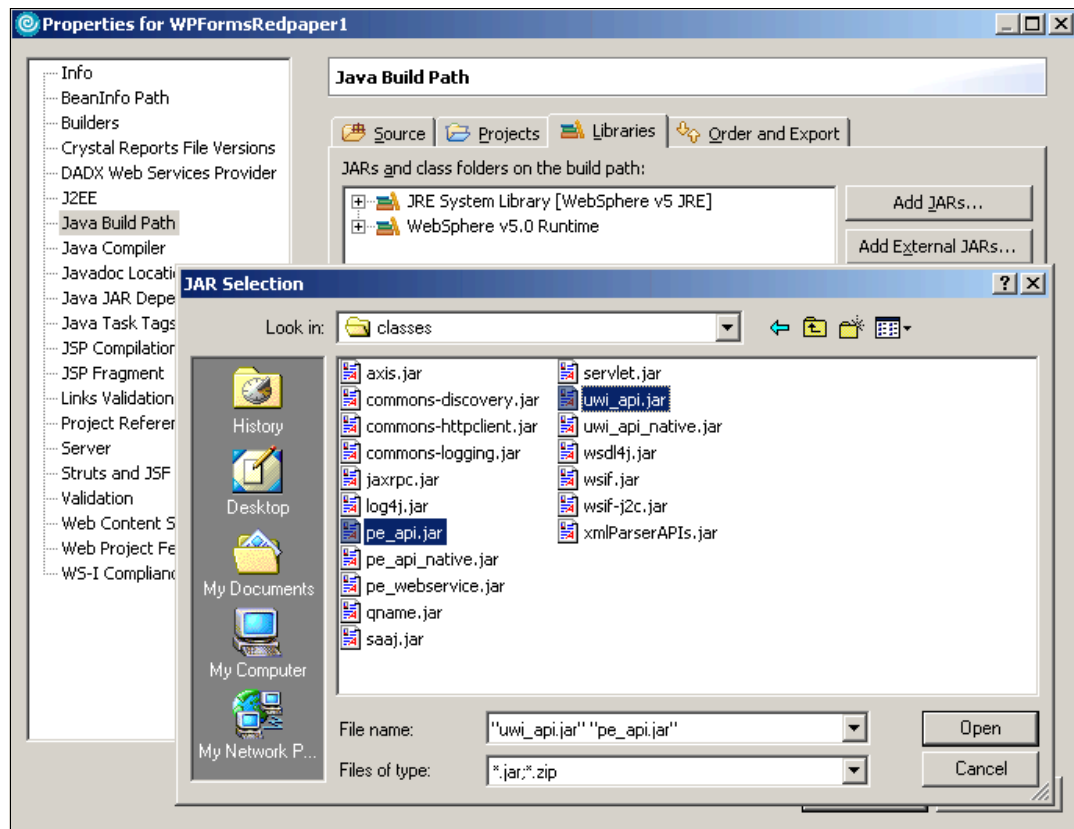 Properties for WPFormsRedpaper1
Info
BeanInfo Path
Builders
Crystal Reports File Versions
DADX Web Services Provider
J2EE
Java Build Path
Java Compiler
Javadoc Locati
Java JAR Depe
Java Task Tags
JSP Compilation
JSP Fragment
Links Validation
Project Referen
Server
Struts and JSF
Validation
Web Content S
Web Project Fe
WS-I Complianc
Java Build Path
Source
Projects
Libraries
Order and Export
JARs and class folders on the build path:
JRE System Library [WebSphere v5 JRE]
WebSphere v5.0 Runtime
Add JARs...
Add External JARs...
JAR Selection
Look in:
classes
History
Desktop
My Documents
My Computer
My Network P...
axis.jar
commons-discovery.jar
commons-httpclient.jar
commons-logging.jar
jaxrpc.jar
log4j.jar
pe_api.jar
pe_api_native.jar
pe_webservice.jar
qname.jar
saaj.jar
servlet.jar
uwi_api.jar
uwi_api_native.jar
wsdl4j.jar
wsif.jar
wsif-j2c.jar
xmlParserAPIs.jar
File name:
"uwi_api.jar" "pe_api.jar"
Open
Files of type:
*.jar;*.zip
Cancel